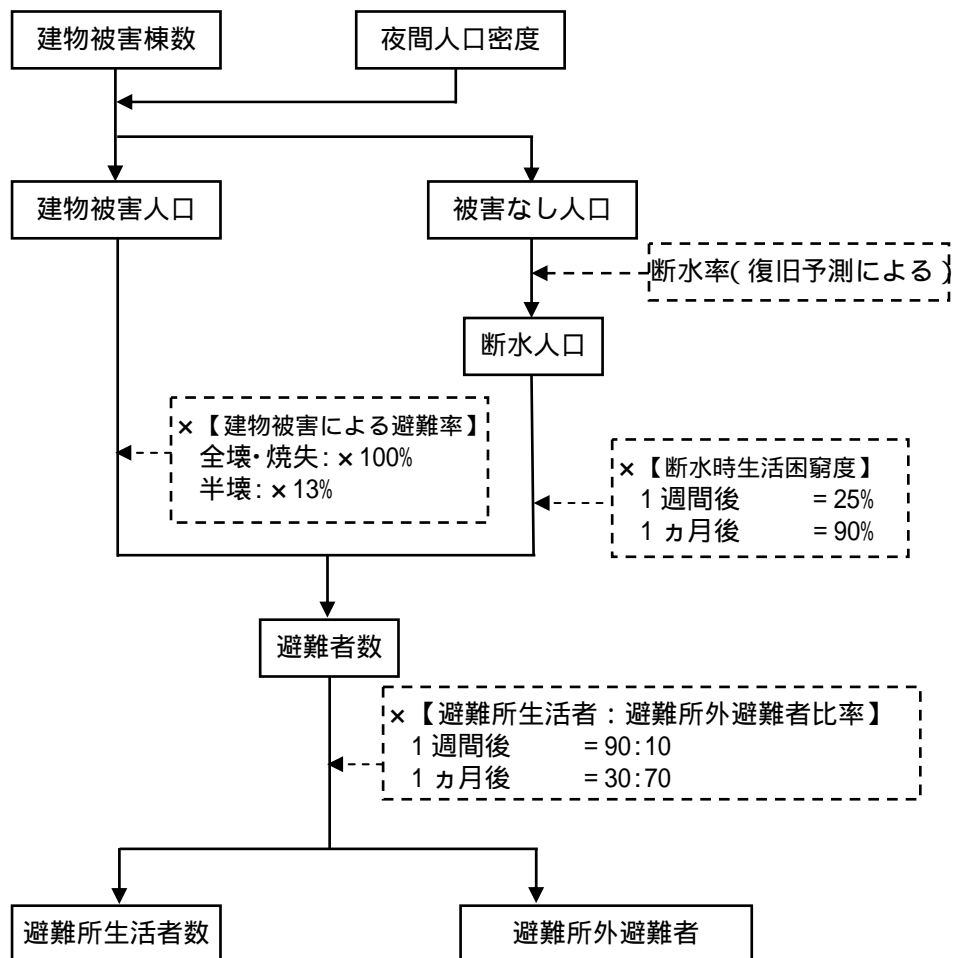 建物被害棟数
夜間人口密度
建物被害人口
被害なし人口
断水率(復旧予測による)
断水人口
×【建物被害による避難率】
全壊・焼失:×100%
半壊:×13%
×【断水時生活困窮度】
1週間後 =25%
1ヵ月後 =90%
避難者数
×【避難所生活者:避難所外避難者比率】
1週間後 =90:10
1ヵ月後 =30:70
避難所生活者数
避難所外避難者